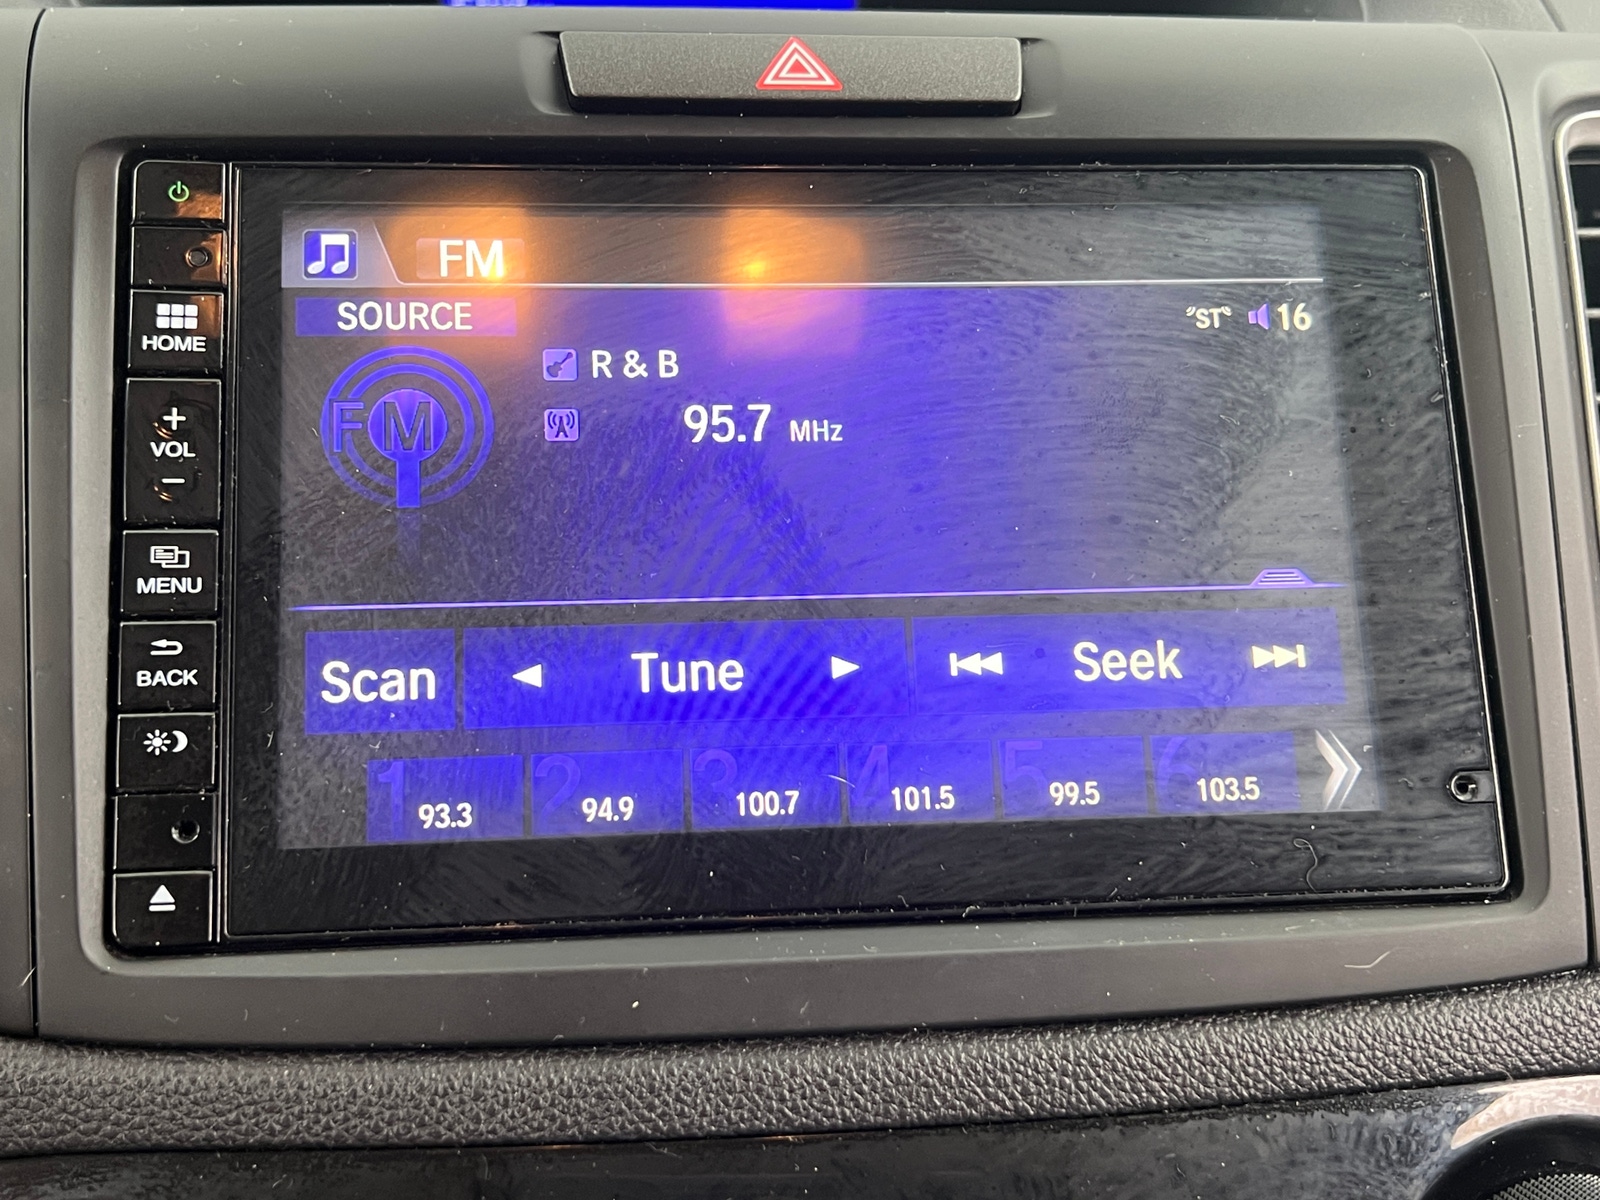 FM
SOURCE
"ST" 16
R & B
FM
95.7 MHz
HOME
+
VOL
−
MENU
BACK
Scan
Tune
Seek
1 93.3
2 94.9
3 100.7
4 101.5
5 99.5
6 103.5